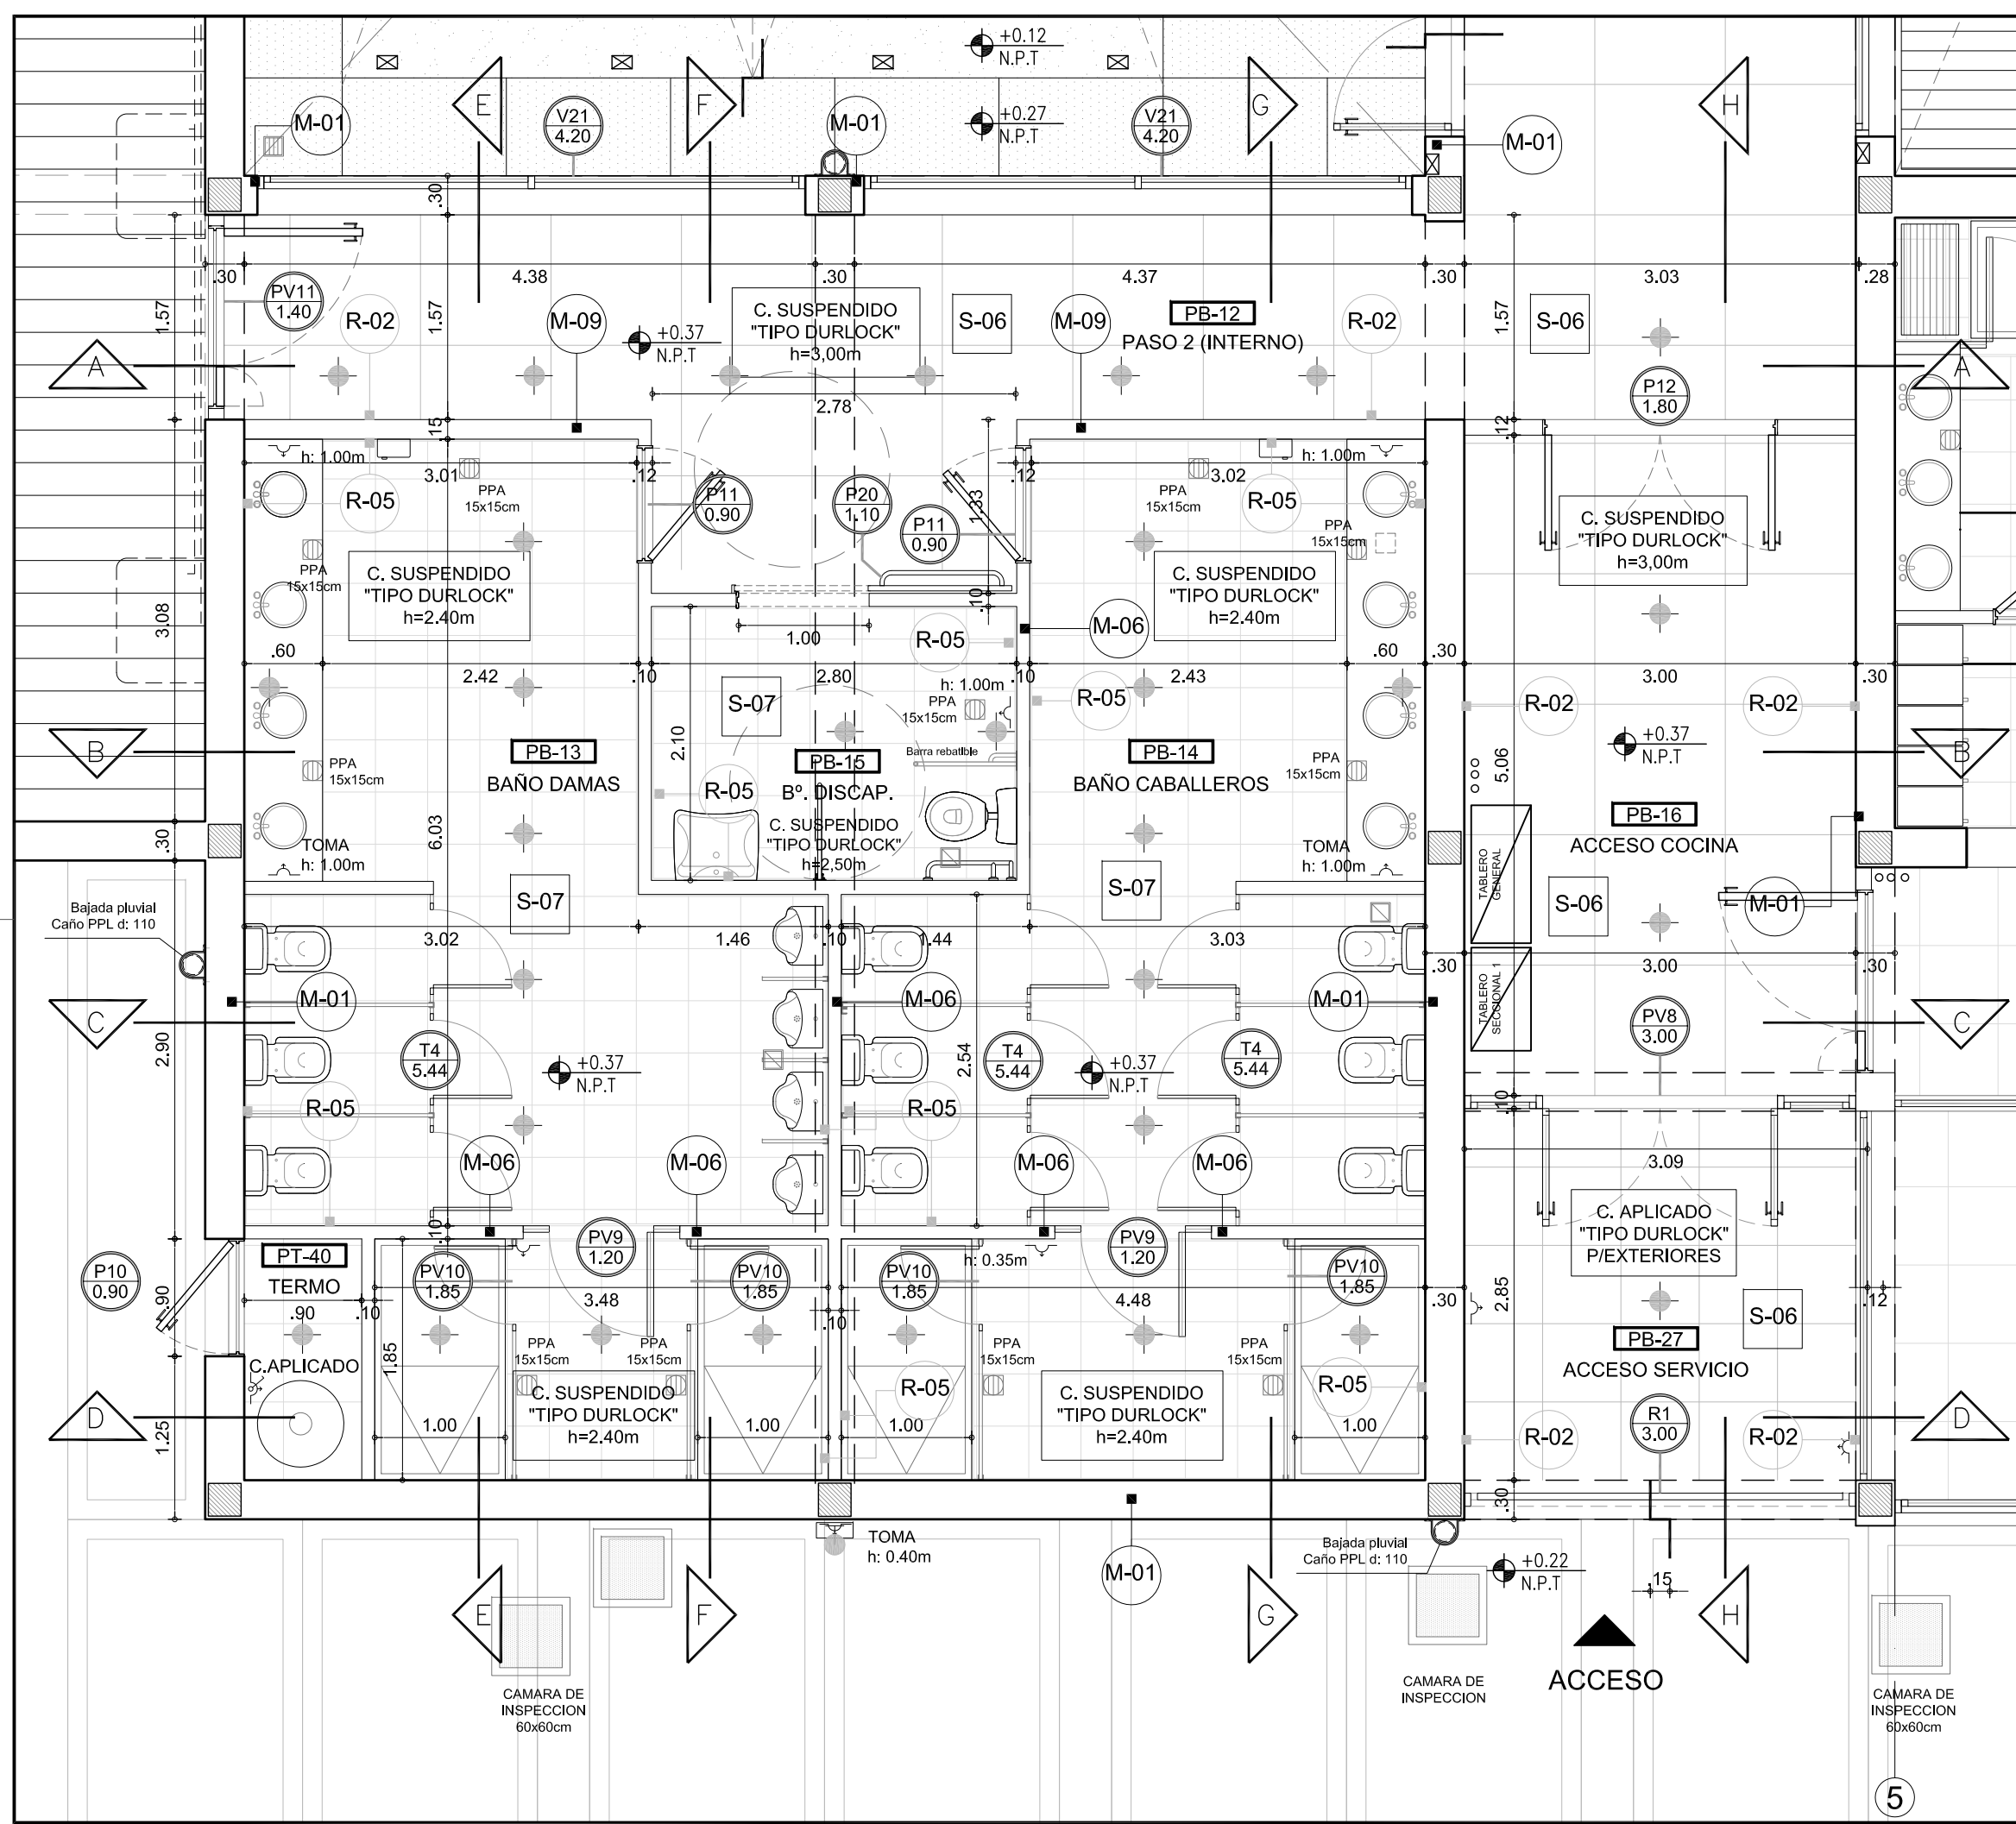 +0.12
N.P.T
+0.27
N.P.T
E
F
G
H
M-01
V21
4.20
M-01
V21
4.20
M-01
.30
.30
4.38
.30
4.37
.30
3.03
.28
PV11
1.40
R-02
M-09
+0.37
N.P.T
C. SUSPENDIDO
"TIPO DURLOCK"
h=3,00m
S-06
M-09
PB-12
PASO 2 (INTERNO)
R-02
1.57
1.57
1.57
S-06
A
A
P12
1.80
2.78
.15
.12
h: 1.00m
3.01
.12
.12
3.02
h: 1.00m
PPA
15x15cm
PPA
15x15cm
R-05
P11
0.90
P20
1.10
P11
0.90
1.33
R-05
PPA
15x15cm
C. SUSPENDIDO
"TIPO DURLOCK"
h=3,00m
PPA
15x15cm
C. SUSPENDIDO
"TIPO DURLOCK"
h=2.40m
C. SUSPENDIDO
"TIPO DURLOCK"
h=2.40m
3.08
.10
1.00
R-05
M-06
.60
2.42
.10
2.80
.10
2.43
.60
.30
3.00
.30
S-07
h: 1.00m
PPA
15x15cm
R-05
R-02
R-02
2.10
Barra rebatible
B
B
PB-13
BAÑO DAMAS
PB-15
Bº. DISCAP.
PB-14
BAÑO CABALLEROS
PPA
15x15cm
PPA
15x15cm
R-05
+0.37
N.P.T
5.06
C. SUSPENDIDO
"TIPO DURLOCK"
h=2,50m
PB-16
ACCESO COCINA
.30
6.03
TOMA
h: 1.00m
TOMA
h: 1.00m
TABLERO
GENERAL
S-07
S-07
S-06
M-01
Bajada pluvial
Caño PPL d: 110
3.02
1.46
.10
1.44
3.03
.30
3.00
.30
TABLERO
SECCIONAL 1
M-01
M-06
M-01
PV8
3.00
C
C
2.90
T4
5.44
+0.37
N.P.T
2.54
T4
5.44
+0.37
N.P.T
T4
5.44
R-05
R-05
.10
M-06
M-06
M-06
M-06
3.09
C. APLICADO
"TIPO DURLOCK"
P/EXTERIORES
.10
PT-40
TERMO
P10
0.90
.90
PV10
1.85
PV9
1.20
PV10
1.85
PV10
1.85
h: 0.35m
PV9
1.20
PV10
1.85
.90
.10
3.48
.10
4.48
.30
2.85
.12
S-06
PB-27
ACCESO SERVICIO
1.85
C.APLICADO
PPA
15x15cm
PPA
15x15cm
PPA
15x15cm
PPA
15x15cm
C. SUSPENDIDO
"TIPO DURLOCK"
h=2.40m
R-05
C. SUSPENDIDO
"TIPO DURLOCK"
h=2.40m
R-05
D
D
1.25
1.00
1.00
1.00
1.00
R-02
R1
3.00
R-02
.30
TOMA
h: 0.40m
M-01
Bajada pluvial
Caño PPL d: 110
+0.22
N.P.T
.15
E
F
G
H
CAMARA DE
INSPECCION
60x60cm
CAMARA DE
INSPECCION
ACCESO
CAMARA DE
INSPECCION
60x60cm
5